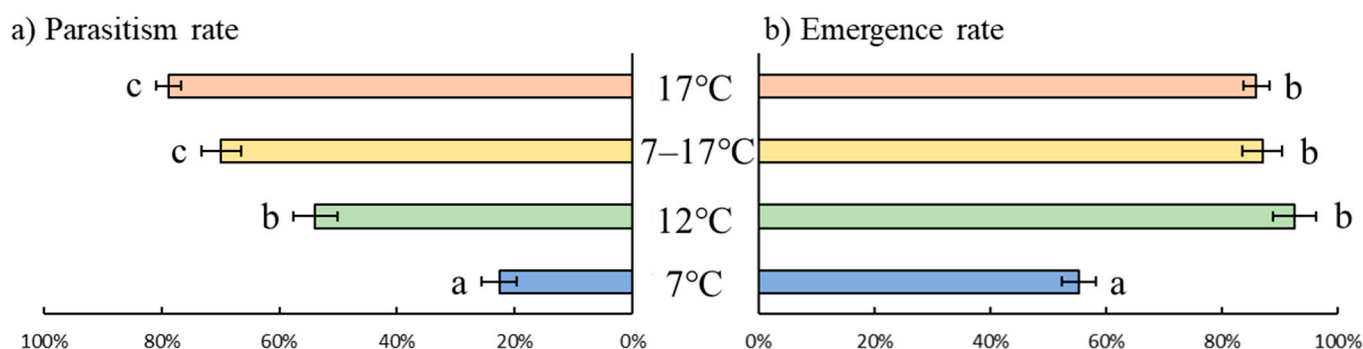 a) Parasitism rate b) Emergence rate
c 17°C b
c 7–17°C b
b 12°C b
a 7°C a
100% 80% 60% 40% 20% 0% 0% 20% 40% 60% 80% 100%